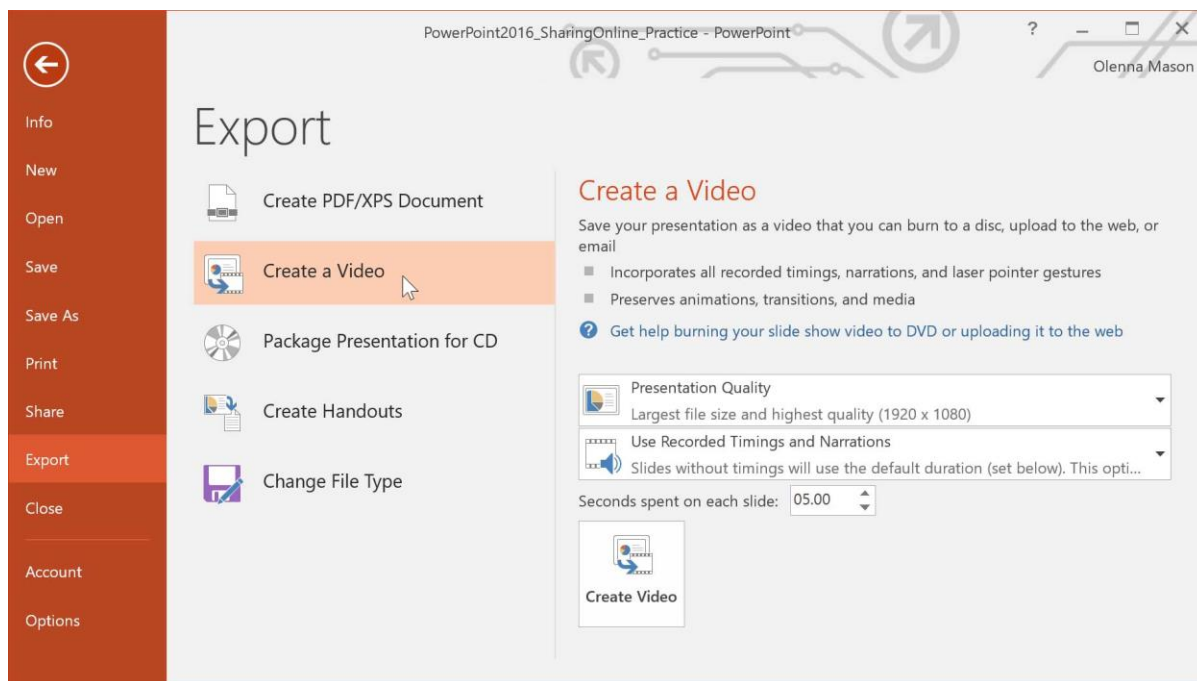 PowerPoint2016_SharingOnline_Practice - PowerPoint
?
Olenna Mason
Info
New
Open
Save
Save As
Print
Share
Export
Close
Account
Options
Export
Create PDF/XPS Document
Create a Video
Package Presentation for CD
Create Handouts
Change File Type
Create a Video
Save your presentation as a video that you can burn to a disc, upload to the web, or
email
Incorporates all recorded timings, narrations, and laser pointer gestures
Preserves animations, transitions, and media
? Get help burning your slide show video to DVD or uploading it to the web
Presentation Quality
Largest file size and highest quality (1920 x 1080)
Use Recorded Timings and Narrations
Slides without timings will use the default duration (set below). This opti...
Seconds spent on each slide: 05.00
Create Video